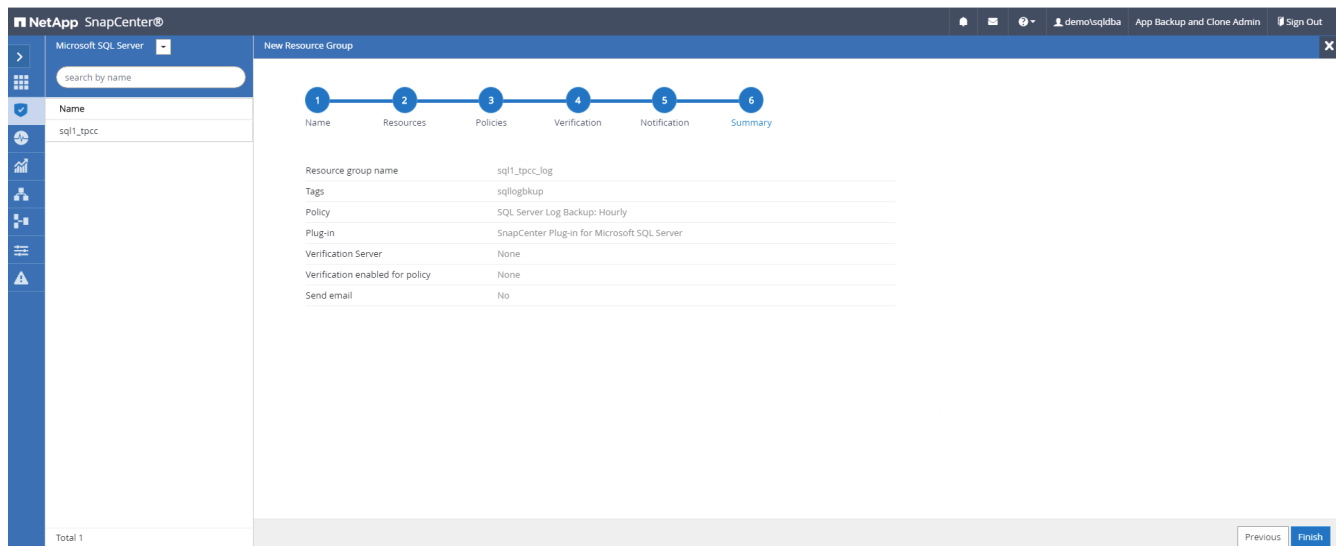 NetApp SnapCenter®
demo\sqldba App Backup and Clone Admin Sign Out
Microsoft SQL Server
New Resource Group
search by name
Name
sql1_tpcc
1 2 3 4 5 6
Name Resources Policies Verification Notification Summary
Resource group name sql1_tpcc_log
Tags sqllogbkup
Policy SQL Server Log Backup: Hourly
Plug-in SnapCenter Plug-in for Microsoft SQL Server
Verification Server None
Verification enabled for policy None
Send email No
Total 1
Previous Finish